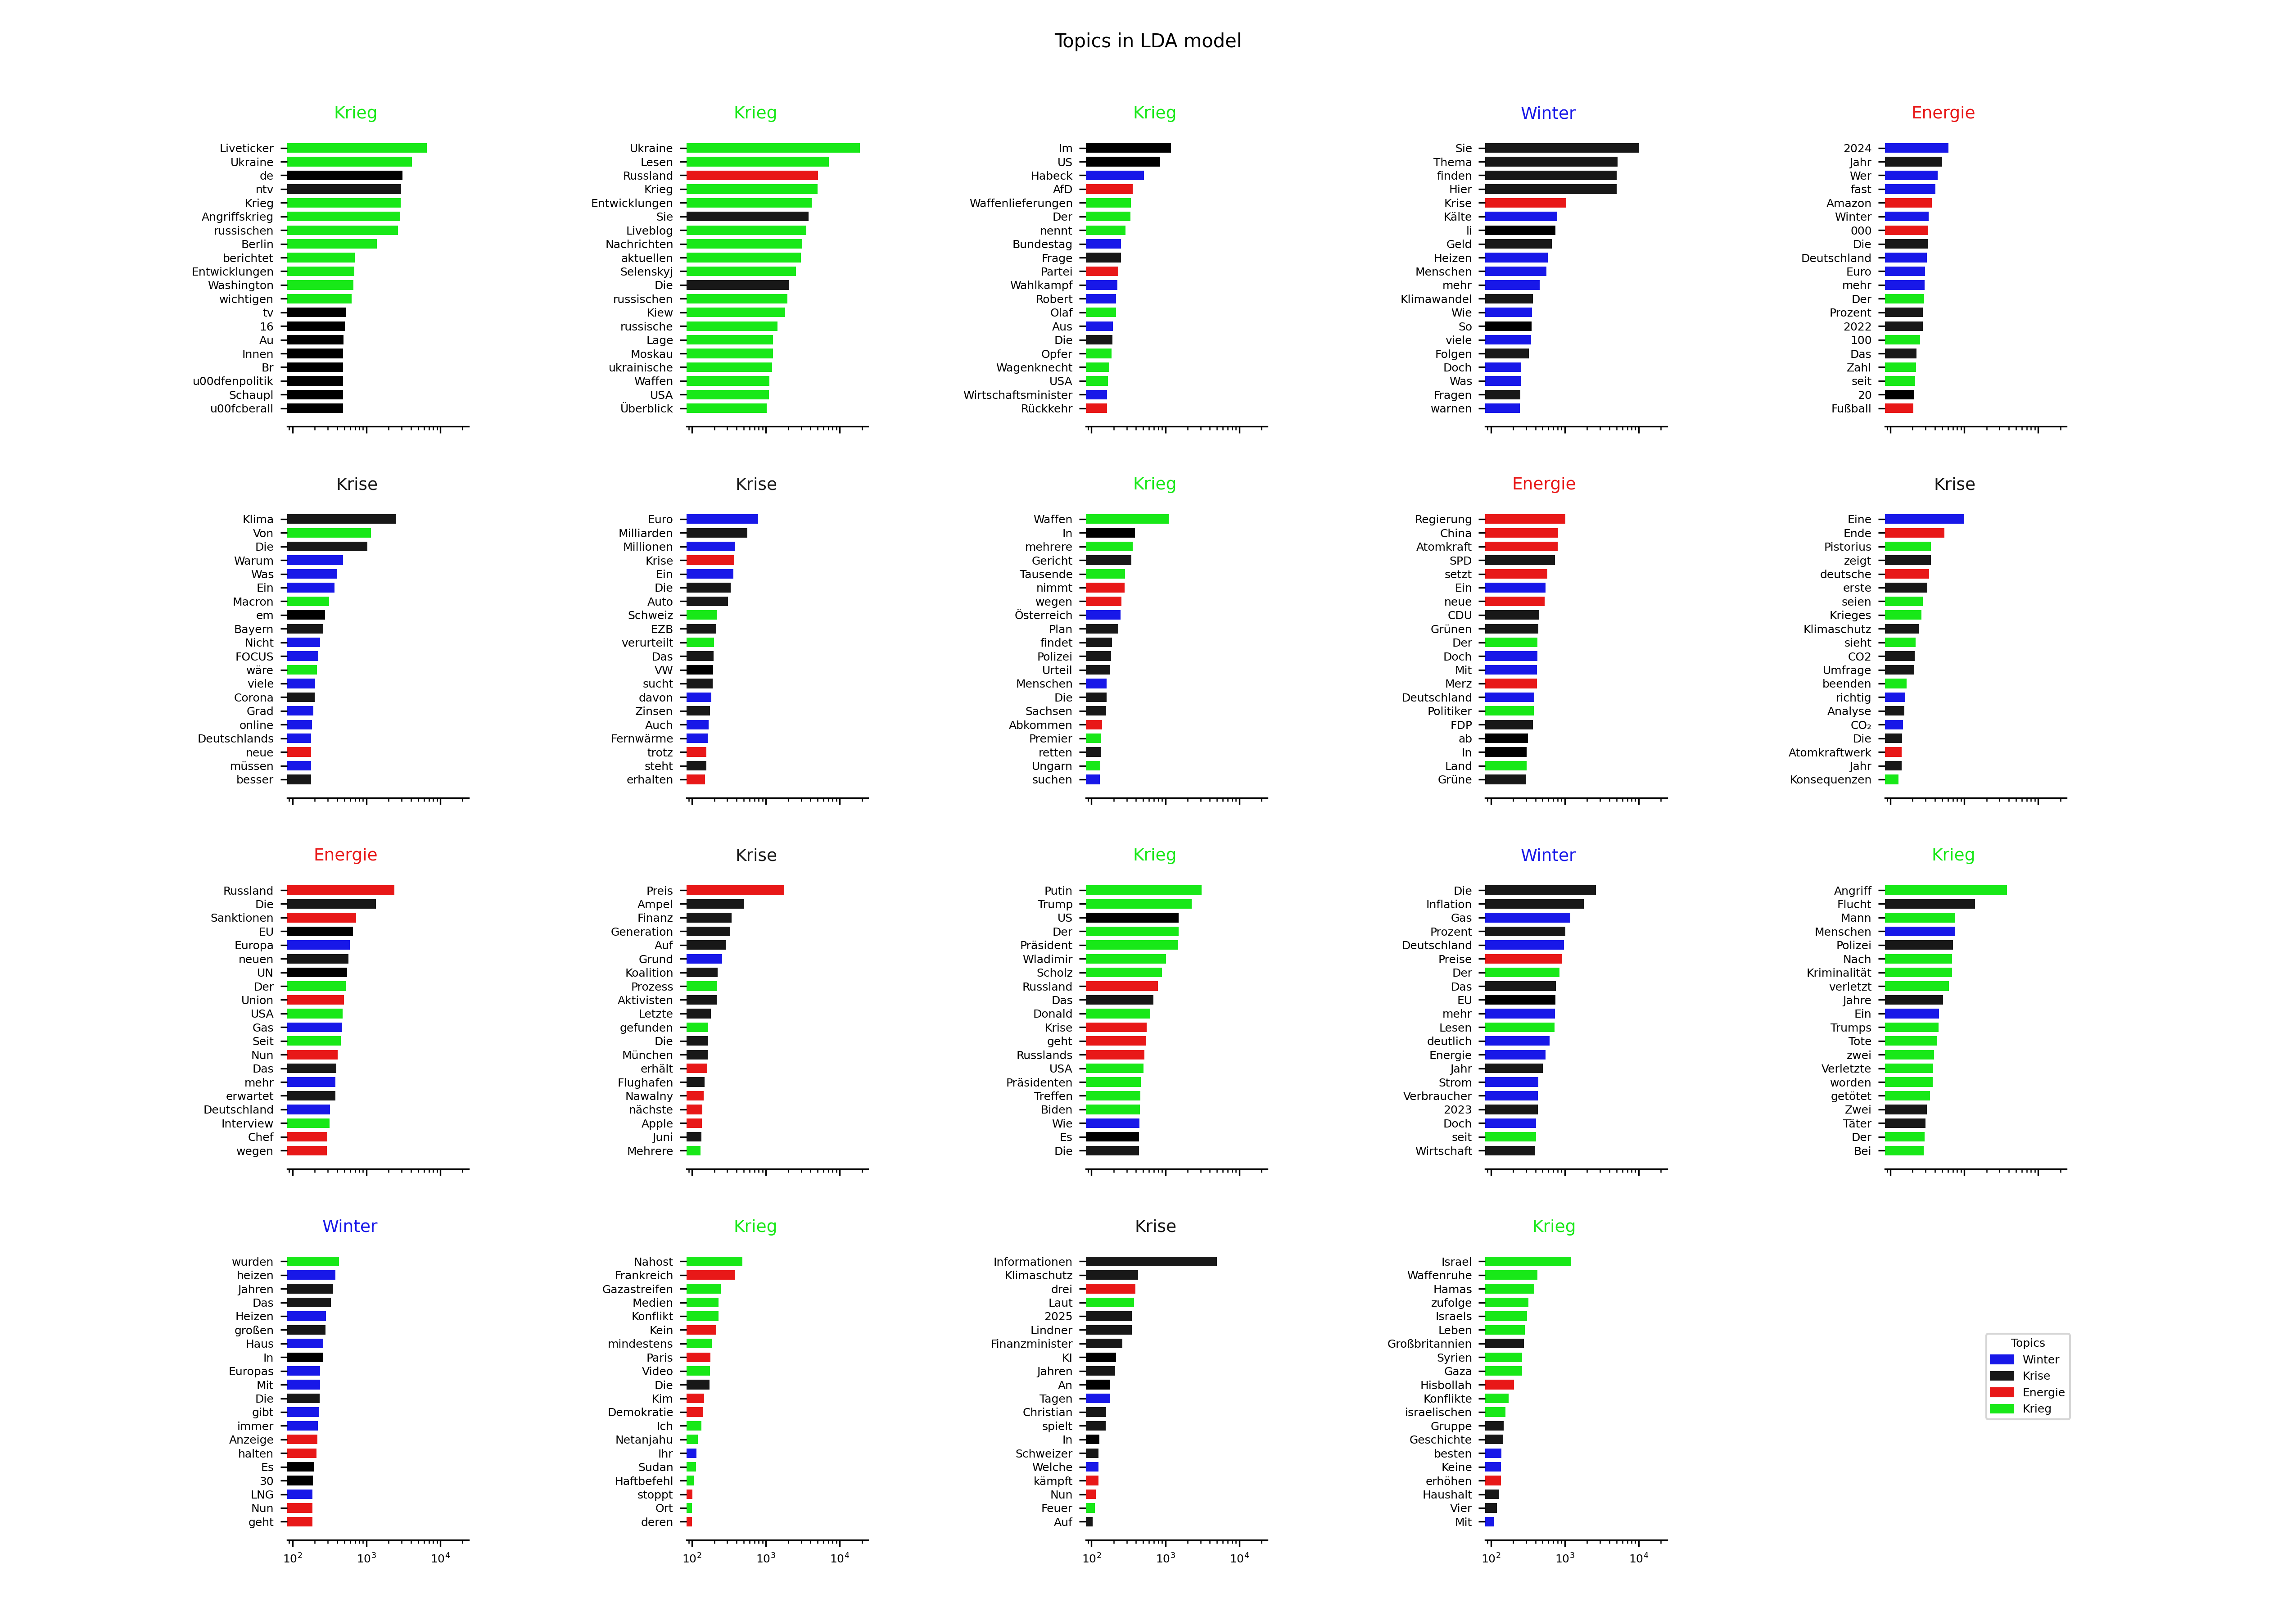 Topics in LDA model
Krieg
Liveticker
Ukraine
de
ntv
Krieg
Angriffskrieg
russischen
Berlin
berichtet
Entwicklungen
Washington
wichtigen
tv
16
Au
Innen
Br
u00dfenpolitik
Schaupl
u00fcberall
Krieg
Ukraine
Lesen
Russland
Krieg
Entwicklungen
Sie
Liveblog
Nachrichten
aktuellen
Selenskyj
Die
russischen
Kiew
russische
Lage
Moskau
ukrainische
Waffen
USA
Überblick
Krieg
Im
US
Habeck
AfD
Waffenlieferungen
Der
nennt
Bundestag
Frage
Partei
Wahlkampf
Robert
Olaf
Aus
Die
Opfer
Wagenknecht
USA
Wirtschaftsminister
Rückkehr
Winter
Sie
Thema
finden
Hier
Krise
Kälte
li
Geld
Heizen
Menschen
mehr
Klimawandel
Wie
So
viele
Folgen
Doch
Was
Fragen
warnen
Energie
2024
Jahr
Wer
fast
Amazon
Winter
000
Die
Deutschland
Euro
mehr
Der
Prozent
2022
100
Das
Zahl
seit
20
Fußball
Krise
Klima
Von
Die
Warum
Was
Ein
Macron
em
Bayern
Nicht
FOCUS
wäre
viele
Corona
Grad
online
Deutschlands
neue
müssen
besser
Krise
Euro
Milliarden
Millionen
Krise
Ein
Die
Auto
Schweiz
EZB
verurteilt
Das
VW
sucht
davon
Zinsen
Auch
Fernwärme
trotz
steht
erhalten
Krieg
Waffen
In
mehrere
Gericht
Tausende
nimmt
wegen
Österreich
Plan
findet
Polizei
Urteil
Menschen
Die
Sachsen
Abkommen
Premier
retten
Ungarn
suchen
Energie
Regierung
China
Atomkraft
SPD
setzt
Ein
neue
CDU
Grünen
Der
Doch
Mit
Merz
Deutschland
Politiker
FDP
ab
In
Land
Grüne
Krise
Eine
Ende
Pistorius
zeigt
deutsche
erste
seien
Krieges
Klimaschutz
sieht
CO2
Umfrage
beenden
richtig
Analyse
CO₂
Die
Atomkraftwerk
Jahr
Konsequenzen
Energie
Russland
Die
Sanktionen
EU
Europa
neuen
UN
Der
Union
USA
Gas
Seit
Nun
Das
mehr
erwartet
Deutschland
Interview
Chef
wegen
Krise
Preis
Ampel
Finanz
Generation
Auf
Grund
Koalition
Prozess
Aktivisten
Letzte
gefunden
Die
München
erhält
Flughafen
Nawalny
nächste
Apple
Juni
Mehrere
Krieg
Putin
Trump
US
Der
Präsident
Wladimir
Scholz
Russland
Das
Donald
Krise
geht
Russlands
USA
Präsidenten
Treffen
Biden
Wie
Es
Die
Winter
Die
Inflation
Gas
Prozent
Deutschland
Preise
Der
Das
EU
mehr
Lesen
deutlich
Energie
Jahr
Strom
Verbraucher
2023
Doch
seit
Wirtschaft
Krieg
Angriff
Flucht
Mann
Menschen
Polizei
Nach
Kriminalität
verletzt
Jahre
Ein
Trumps
Tote
zwei
Verletzte
worden
getötet
Zwei
Täter
Der
Bei
Winter
wurden
heizen
Jahren
Das
Heizen
großen
Haus
In
Europas
Mit
Die
gibt
immer
Anzeige
halten
Es
30
LNG
Nun
geht
10² 10³ 10⁴
Krieg
Nahost
Frankreich
Gazastreifen
Medien
Konflikt
Kein
mindestens
Paris
Video
Die
Kim
Demokratie
Ich
Netanjahu
Ihr
Sudan
Haftbefehl
stoppt
Ort
deren
10² 10³ 10⁴
Krise
Informationen
Klimaschutz
drei
Laut
2025
Lindner
Finanzminister
KI
Jahren
An
Tagen
Christian
spielt
In
Schweizer
Welche
kämpft
Nun
Feuer
Auf
10² 10³ 10⁴
Krieg
Israel
Waffenruhe
Hamas
zufolge
Israels
Leben
Großbritannien
Syrien
Gaza
Hisbollah
Konflikte
israelischen
Gruppe
Geschichte
besten
Keine
erhöhen
Haushalt
Vier
Mit
10² 10³ 10⁴
Topics
Winter
Krise
Energie
Krieg